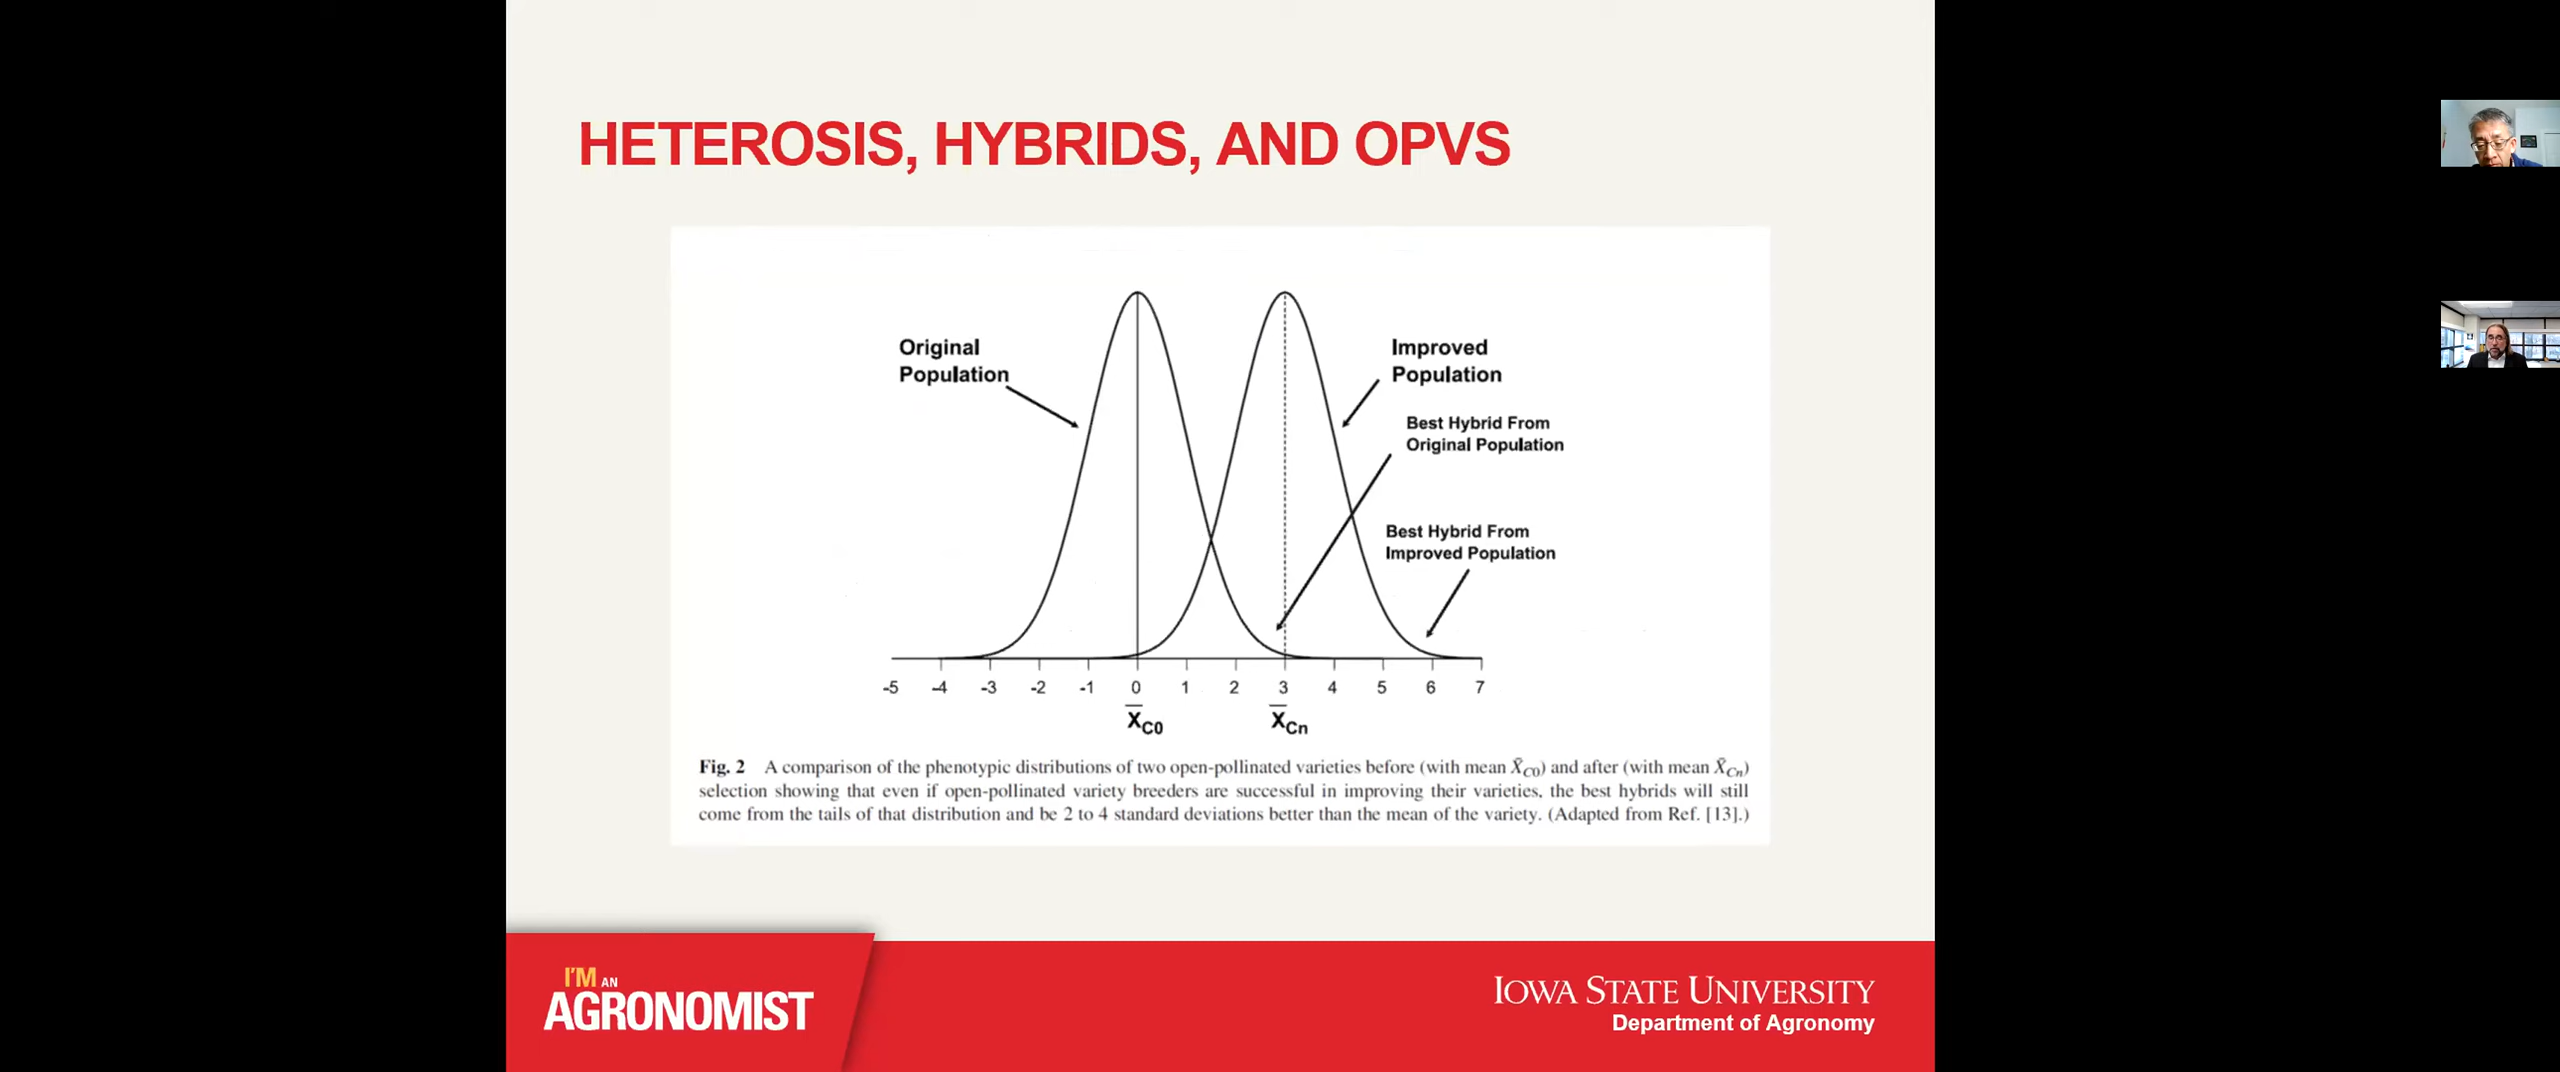 HETEROSIS, HYBRIDS, AND OPVS
Original
Population
Improved
Population
Best Hybrid From
Original Population
Best Hybrid From
Improved Population
-5 -4 -3 -2 -1 0 1 2 3 4 5 6 7
X̄C0 X̄Cn
Fig. 2 A comparison of the phenotypic distributions of two open-pollinated varieties before (with mean X̄C0) and after (with mean X̄Cn)
selection showing that even if open-pollinated variety breeders are successful in improving their varieties, the best hybrids will still
come from the tails of that distribution and be 2 to 4 standard deviations better than the mean of the variety. (Adapted from Ref. [13].)
I'M AN
AGRONOMIST
IOWA STATE UNIVERSITY
Department of Agronomy